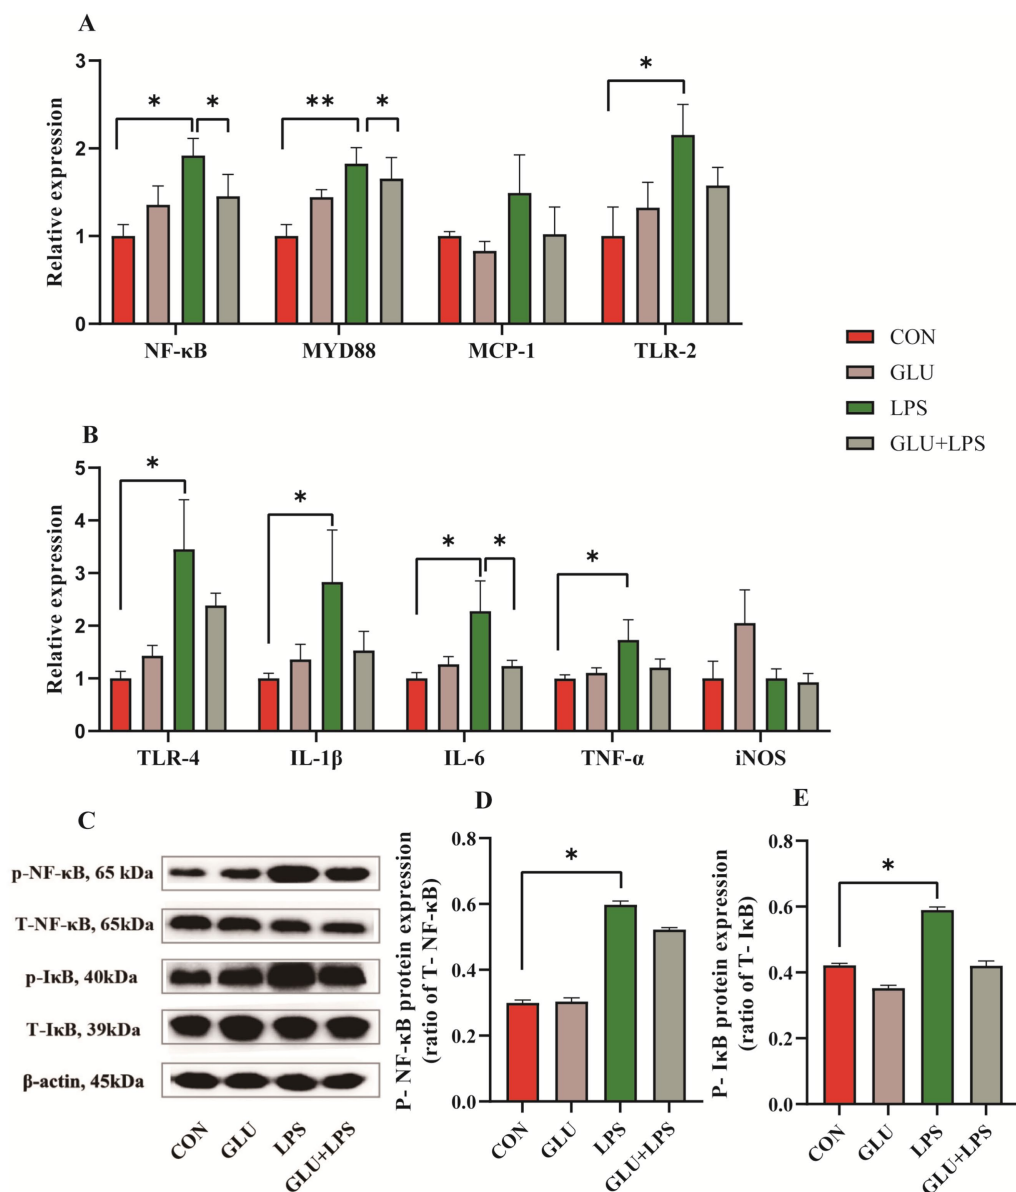 A
Relative expression
3
2
1
0
* * ** * *
NF-κB MYD88 MCP-1 TLR-2
CON
GLU
LPS
GLU+LPS
B
Relative expression
5
4
3
2
1
0
* * * * *
TLR-4 IL-1β IL-6 TNF-α iNOS
C
p-NF-κB, 65 kDa
T-NF-κB, 65kDa
p-IκB, 40kDa
T-IκB, 39kDa
β-actin, 45kDa
CON GLU LPS GLU+LPS
D
P- NF-κB protein expression
(ratio of T- NF-κB)
0.8
0.6
0.4
0.2
0.0
*
CON GLU LPS GLU+LPS
E
P- IκB protein expression
(ratio of T- IκB)
0.8
0.6
0.4
0.2
0.0
*
CON GLU LPS GLU+LPS